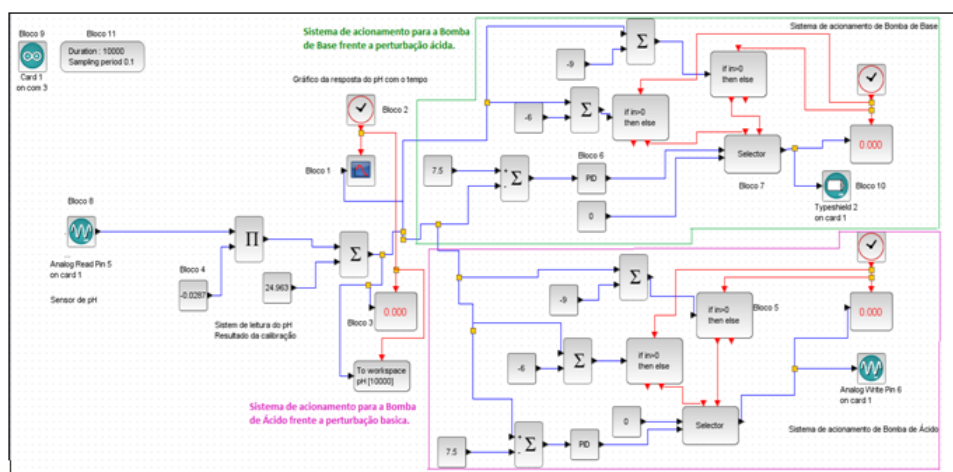 Bloco 9
Card 1
on com 3
Bloco 11
Duration : 10000
Sampling period 0.1
Sistema de acionamento para a Bomba
de Base frente a perturbação ácida.
Sistema de acionamento de Bomba de Base
Gráfico da resposta do pH com o tempo
Bloco 2
Bloco 1
-9
Σ
if in>0
then else
-6
Σ
if in>0
then else
7.5
+
-
Σ
Bloco 6
PID
0
Selector
Bloco 7
0.000
Bloco 10
Typeshield 2
on card 1
Bloco 8
...
Analog Read Pin 5
on card 1
Sensor de pH
Π
Bloco 4
-0.0287
Σ
24.963
Sistem de leitura do pH
Resultado da calibração
Bloco 3
0.000
To workspace
pH [10000]
Sistema de acionamento para a Bomba
de Ácido frente a perturbação basica.
-9
Σ
if in>0
then else
Bloco 5
-6
Σ
if in>0
then else
7.5
+
-
Σ
PID
0
Selector
0.000
Analog Write Pin 6
on card 1
Sistema de acionamento de Bomba de Ácido